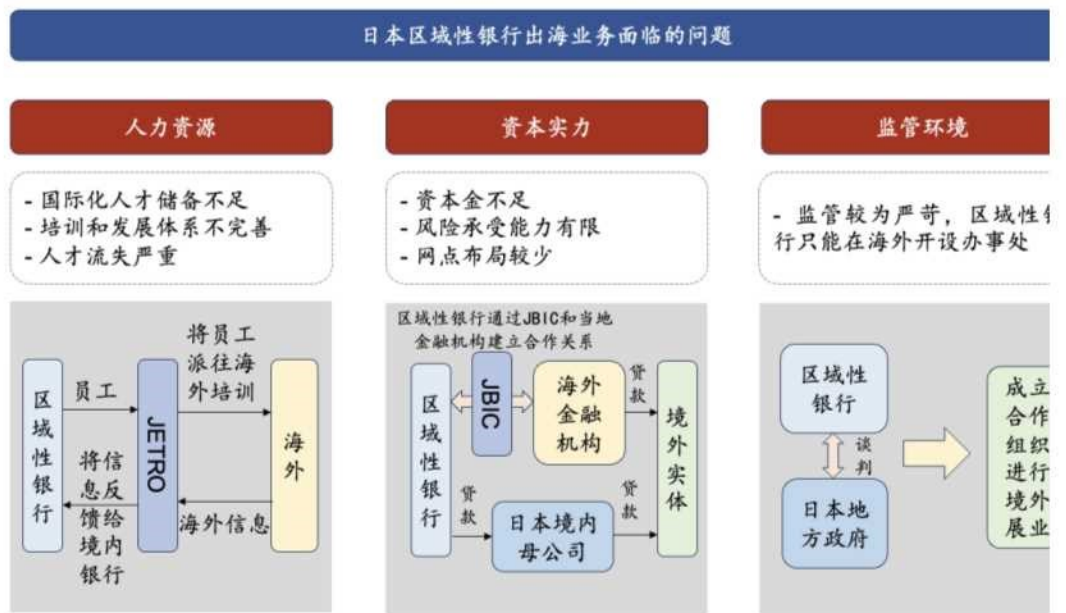 日本区域性银行出海业务面临的问题
人力资源
- 国际化人才储备不足
- 培训和发展体系不完善
- 人才流失严重
区域性银行
员工
将信息反馈给境内银行
JETRO
将员工
派往海
外培训
海外信息
海外
资本实力
- 资本金不足
- 风险承受能力有限
- 网点布局较少
区域性银行通过JBIC和当地
金融机构建立合作关系
区域性银行
JBIC
海外
金融
机构
贷款
境外实体
贷款
日本境内
母公司
贷款
监管环境
- 监管较为严苛，区域性
行只能在海外开设办事处
区域性
银行
谈判
日本地
方政府
成立
合作
组织
进行
境外
展业